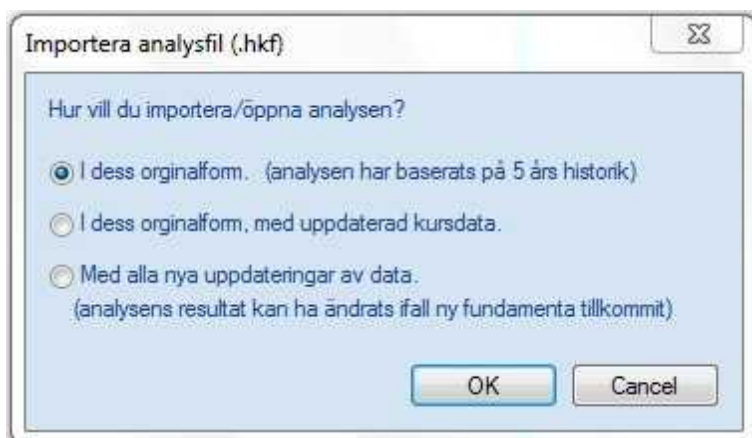 Importera analysfil (.hkf)
Hur vill du importera/öppna analysen?
I dess orginalform. (analysen har baserats på 5 års historik)
I dess orginalform, med uppdaterad kursdata.
Med alla nya uppdateringar av data.
(analysens resultat kan ha ändrats ifall ny fundamenta tillkommit)
OK Cancel